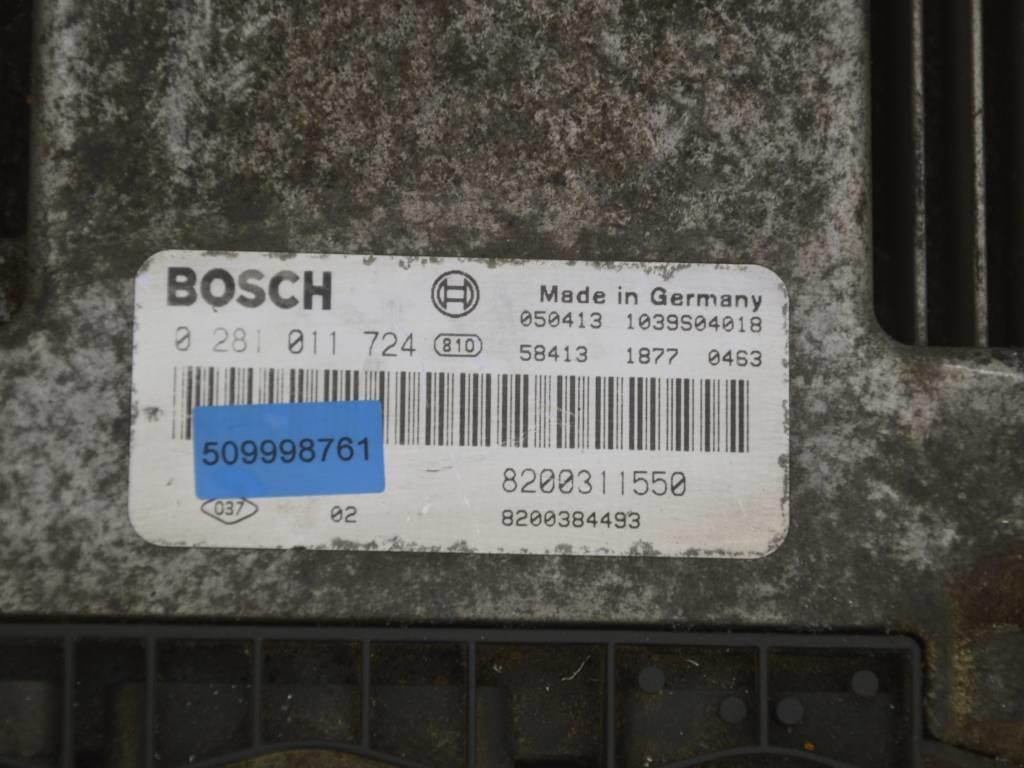 BOSCH
Made in Germany
050413 1039S04018
0 281 011 724 810
58413 1877 0463
509998761
8200311550
037 02
8200384493